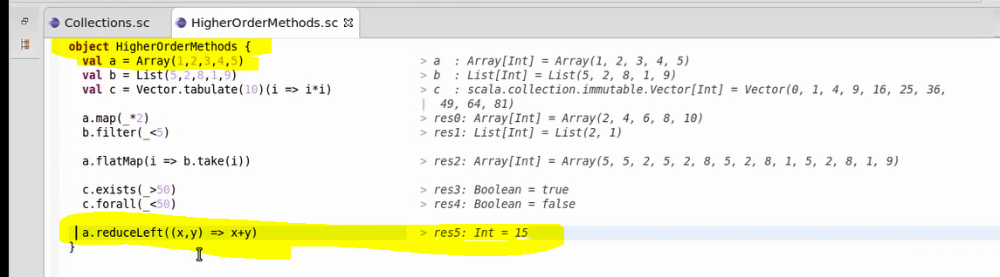 Collections.sc
HigherOrderMethods.sc
object HigherOrderMethods {
val a = Array(1,2,3,4,5) > a : Array[Int] = Array(1, 2, 3, 4, 5)
val b = List(5,2,8,1,9) > b : List[Int] = List(5, 2, 8, 1, 9)
val c = Vector.tabulate(10)(i => i*i) > c : scala.collection.immutable.Vector[Int] = Vector(0, 1, 4, 9, 16, 25, 36,
| 49, 64, 81)
a.map(_*2) > res0: Array[Int] = Array(2, 4, 6, 8, 10)
b.filter(_<5) > res1: List[Int] = List(2, 1)
a.flatMap(i => b.take(i)) > res2: Array[Int] = Array(5, 5, 2, 5, 2, 8, 5, 2, 8, 1, 5, 2, 8, 1, 9)
c.exists(_>50) > res3: Boolean = true
c.forall(_<50) > res4: Boolean = false
a.reduceLeft((x,y) => x+y) > res5: Int = 15
}